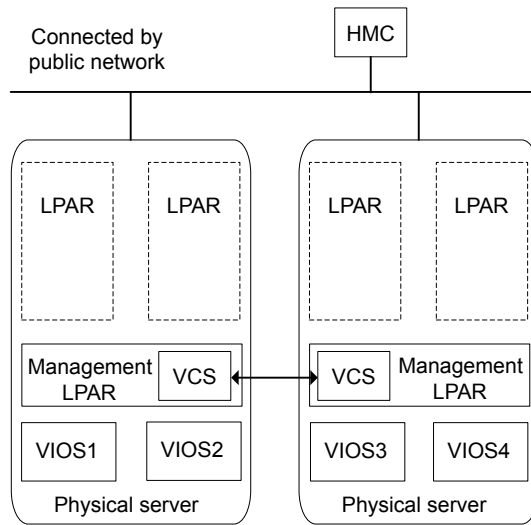 Connected by
public network
HMC
LPAR
LPAR
LPAR
LPAR
Management
LPAR
VCS
VCS
Management
LPAR
VIOS1
VIOS2
VIOS3
VIOS4
Physical server
Physical server